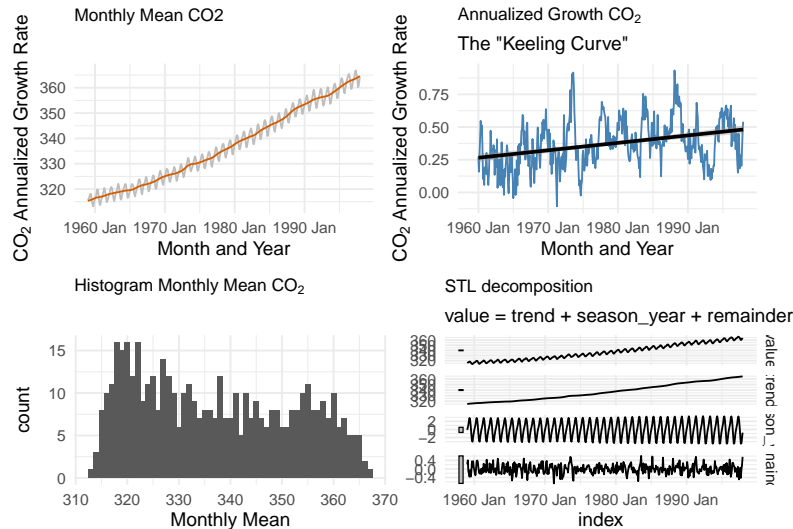 Monthly Mean CO2
CO₂ Annualized Growth Rate
360
350
340
330
320
1960 Jan 1970 Jan 1980 Jan 1990 Jan
Month and Year
Annualized Growth CO₂
The "Keeling Curve"
CO₂ Annualized Growth Rate
0.75
0.50
0.25
0.00
1960 Jan 1970 Jan 1980 Jan 1990 Jan
Month and Year
Histogram Monthly Mean CO₂
count
15
10
5
0
310 320 330 340 350 360 370
Monthly Mean
STL decomposition
value = trend + season_year + remainder
360
340
330
320
value
360
340
330
320
trend
2
0
-2
0.4
0.0
-0.4
1960 Jan 1970 Jan 1980 Jan 1990 Jan
index